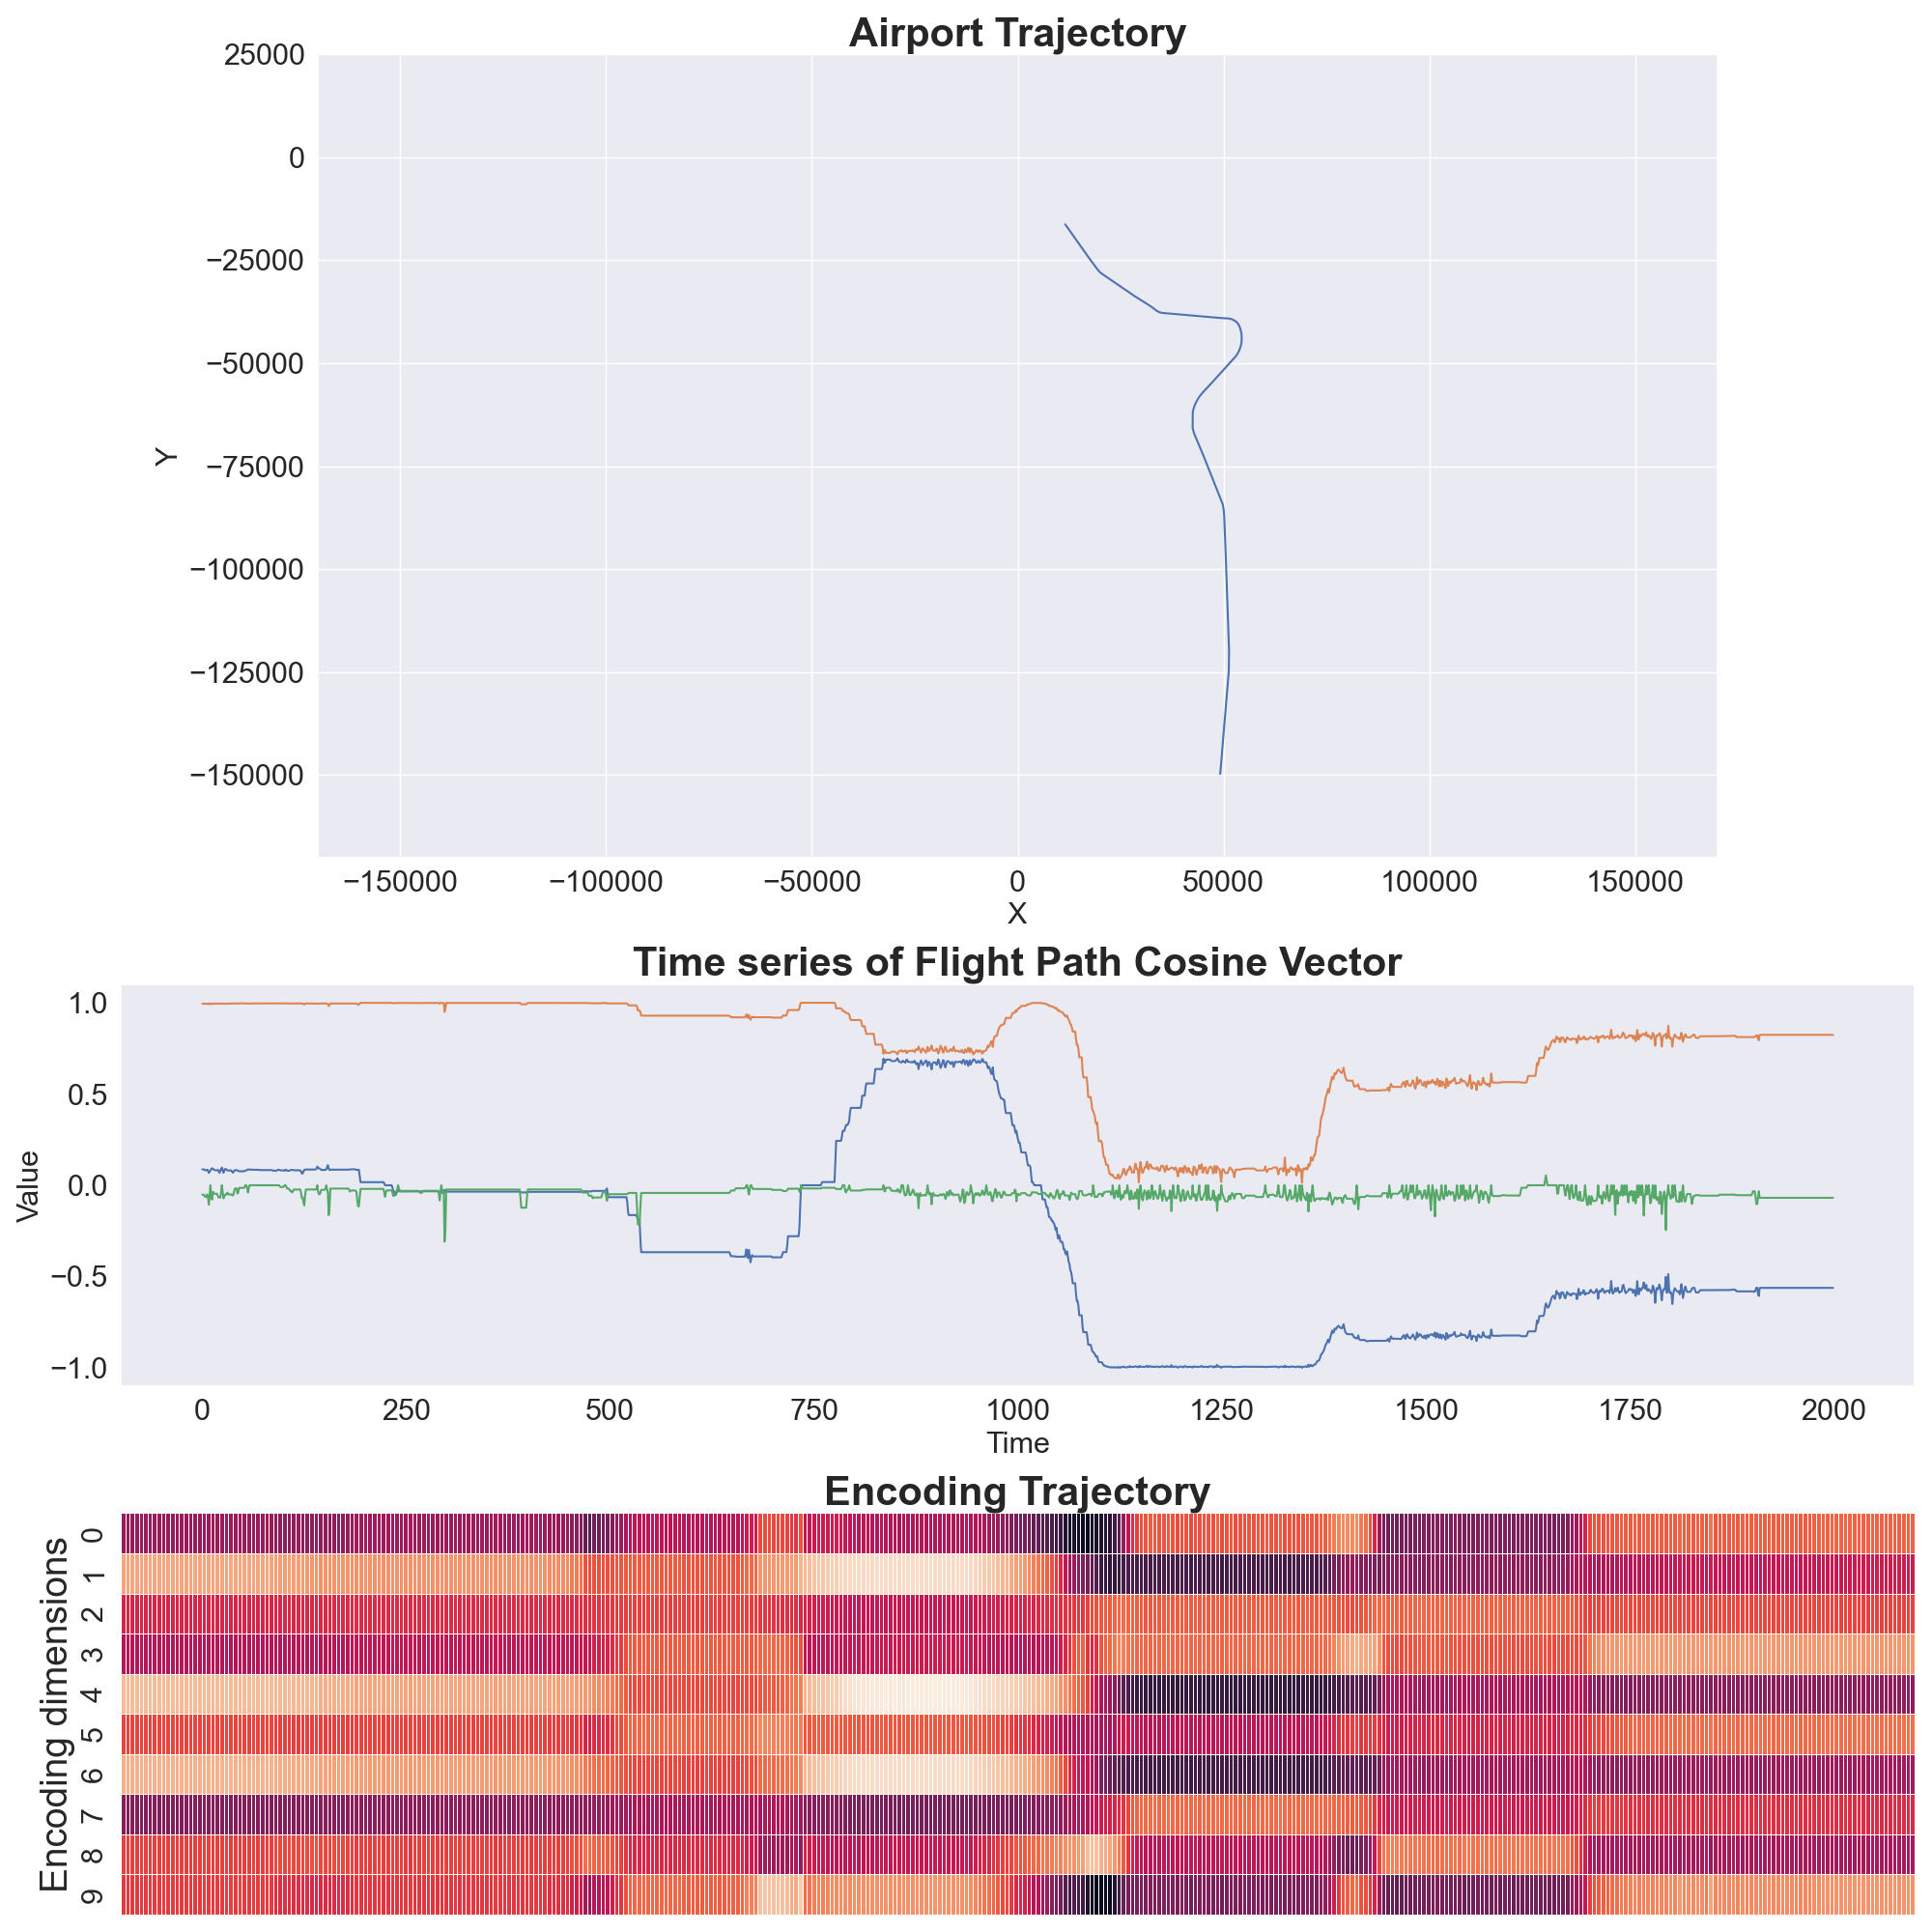 Airport Trajectory
25000
0
−25000
−50000
−75000
−100000
−125000
−150000
Y
−150000 −100000 −50000 0 50000 100000 150000
X
Time series of Flight Path Cosine Vector
1.0
0.5
0.0
−0.5
−1.0
Value
0 250 500 750 1000 1250 1500 1750 2000
Time
Encoding Trajectory
Encoding dimensions
0
1
2
3
4
5
6
7
8
9